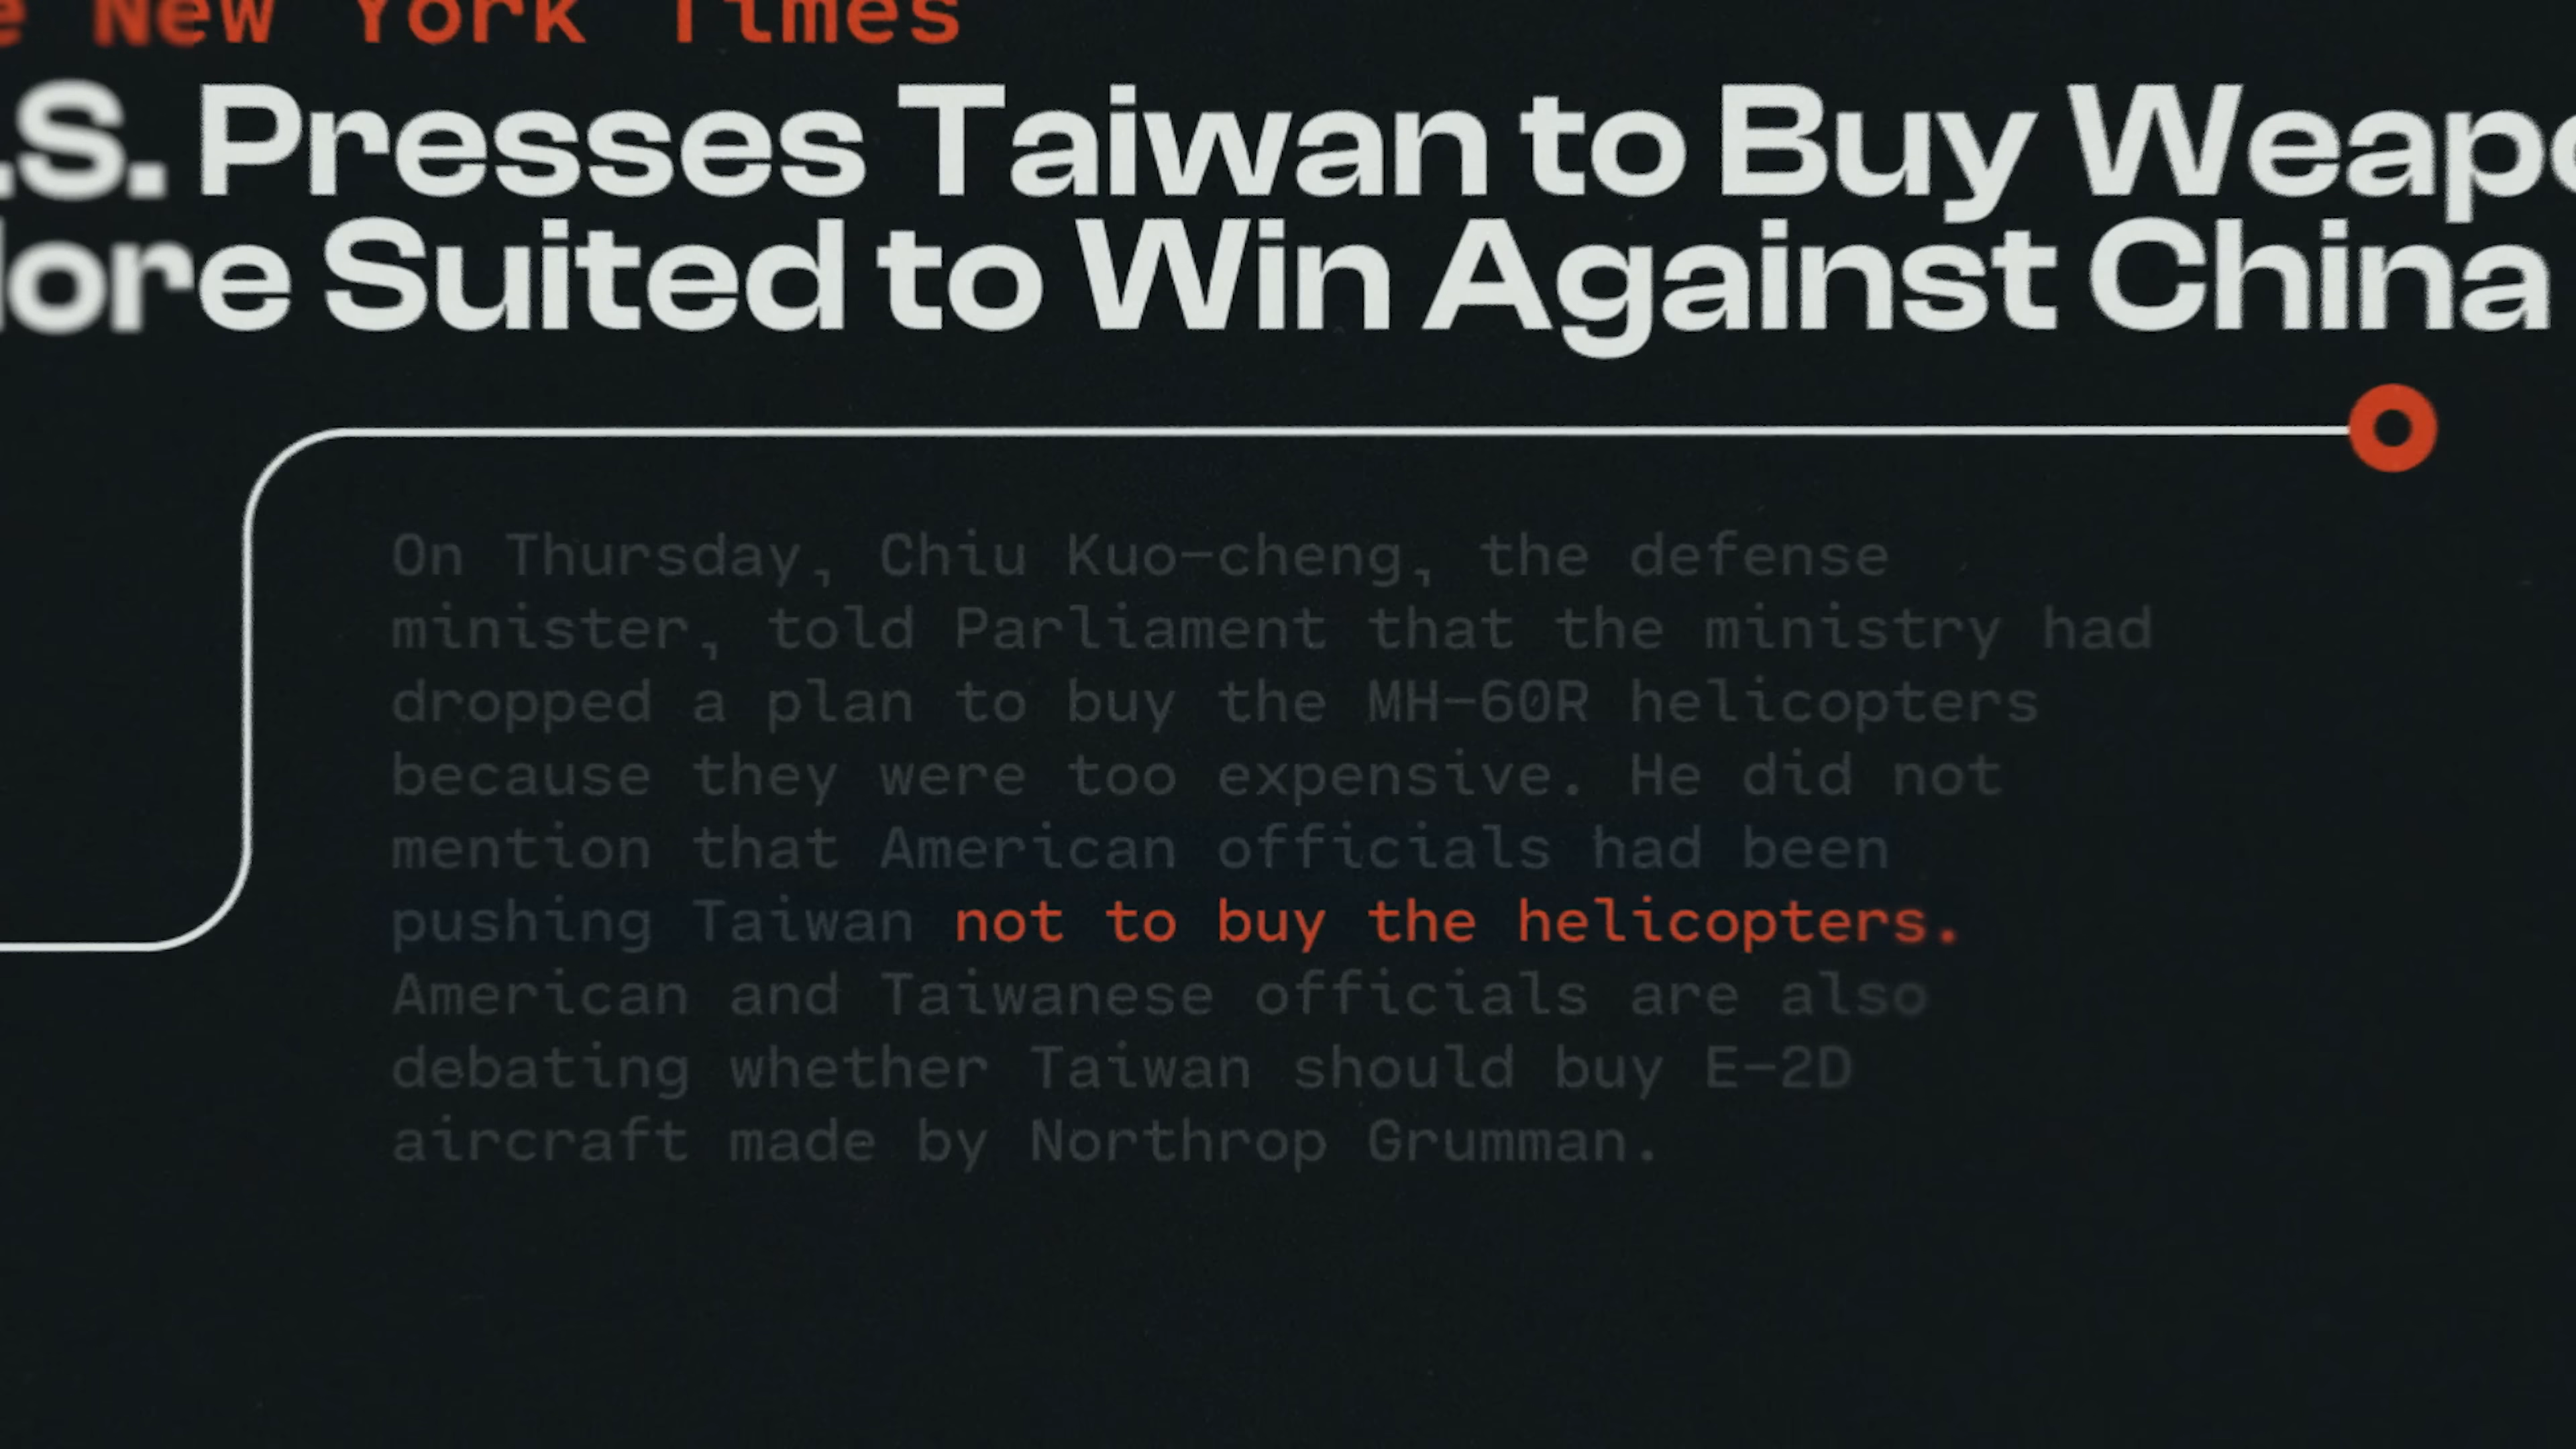 e New York Times
.S. Presses Taiwan to Buy Weapo
ore Suited to Win Against China
On Thursday, Chiu Kuo-cheng, the defense
minister, told Parliament that the ministry had
dropped a plan to buy the MH-60R helicopters
because they were too expensive. He did not
mention that American officials had been
pushing Taiwan not to buy the helicopters.
American and Taiwanese officials are also
debating whether Taiwan should buy E-2D
aircraft made by Northrop Grumman.